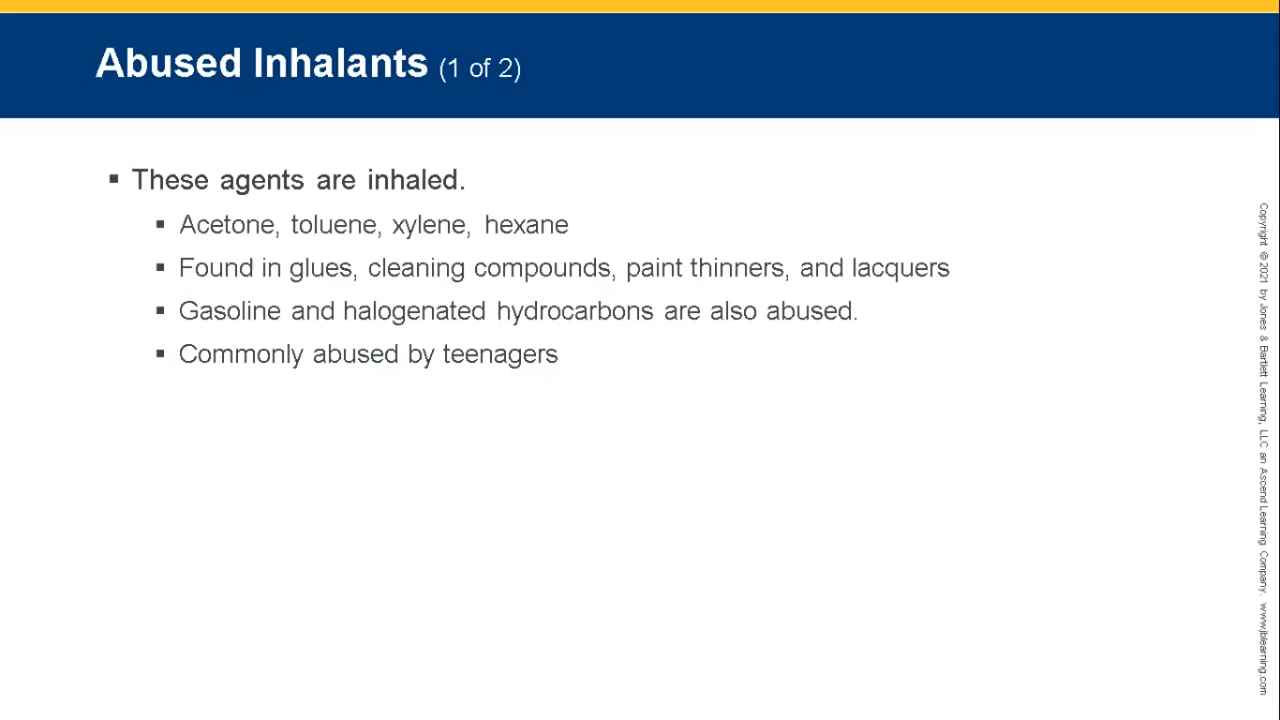 Abused Inhalants (1 of 2)
These agents are inhaled.
Acetone, toluene, xylene, hexane
Found in glues, cleaning compounds, paint thinners, and lacquers
Gasoline and halogenated hydrocarbons are also abused.
Commonly abused by teenagers
Copyright © 2021 by Jones & Bartlett Learning, LLC an Ascend Learning Company. www.jblearning.com